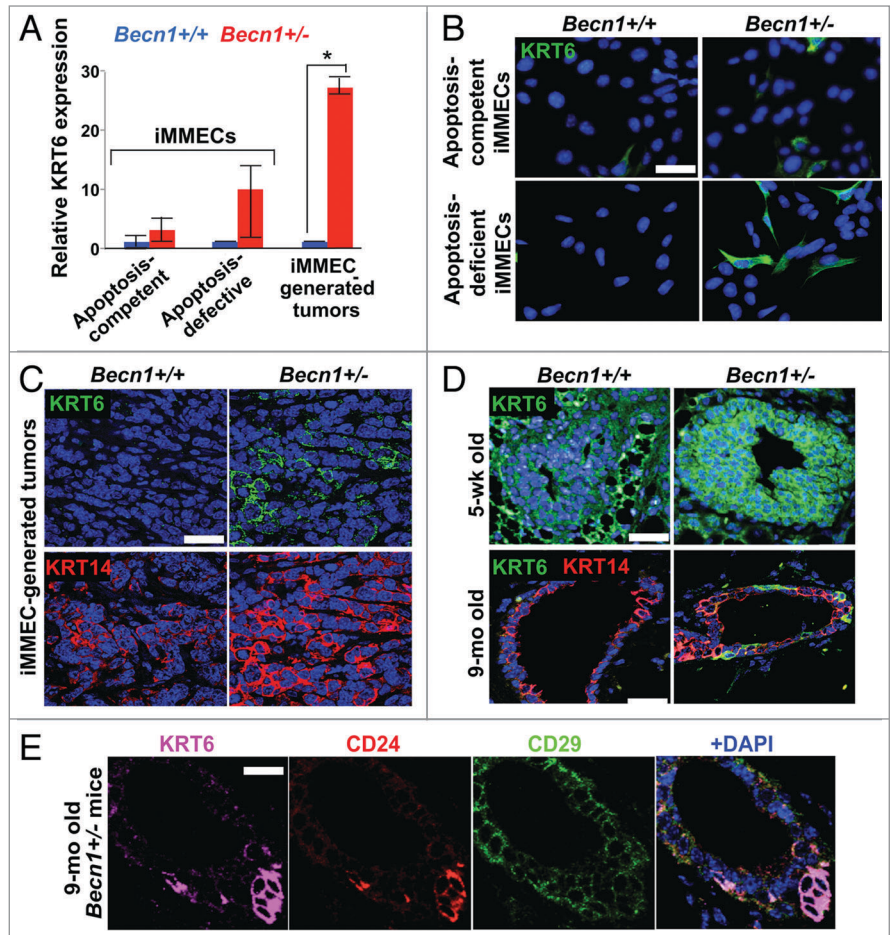 A
Becn1+/+ Becn1+/-
Relative KRT6 expression
30
20
10
0
iMMECs
*
Apoptosis-
competent
Apoptosis-
defective
iMMEC
generated
tumors
B
Becn1+/+ Becn1+/-
KRT6
Apoptosis-
competent
iMMECs
Apoptosis-
deficient
iMMECs
C
Becn1+/+ Becn1+/-
iMMEC-generated tumors
KRT6
KRT14
D
Becn1+/+ Becn1+/-
5-wk old
KRT6
9-mo old
KRT6 KRT14
E
KRT6 CD24 CD29 +DAPI
9-mo old
Becn1+/- mice